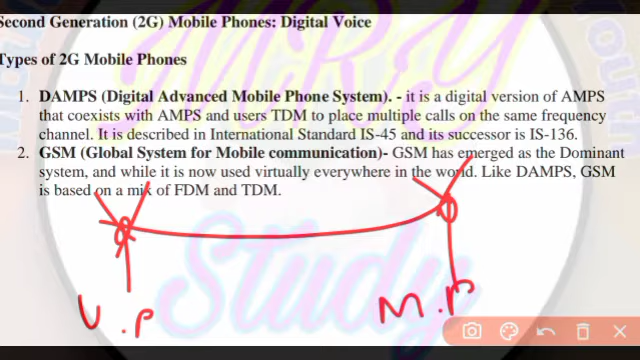 Second Generation (2G) Mobile Phones: Digital Voice
Types of 2G Mobile Phones
1. DAMPS (Digital Advanced Mobile Phone System). - it is a digital version of AMPS
that coexists with AMPS and users TDM to place multiple calls on the same frequency
channel. It is described in International Standard IS-45 and its successor is IS-136.
2. GSM (Global System for Mobile communication)- GSM has emerged as the Dominant
system, and while it is now used virtually everywhere in the world. Like DAMPS, GSM
is based on a mix of FDM and TDM.
U.P
M.P
Study